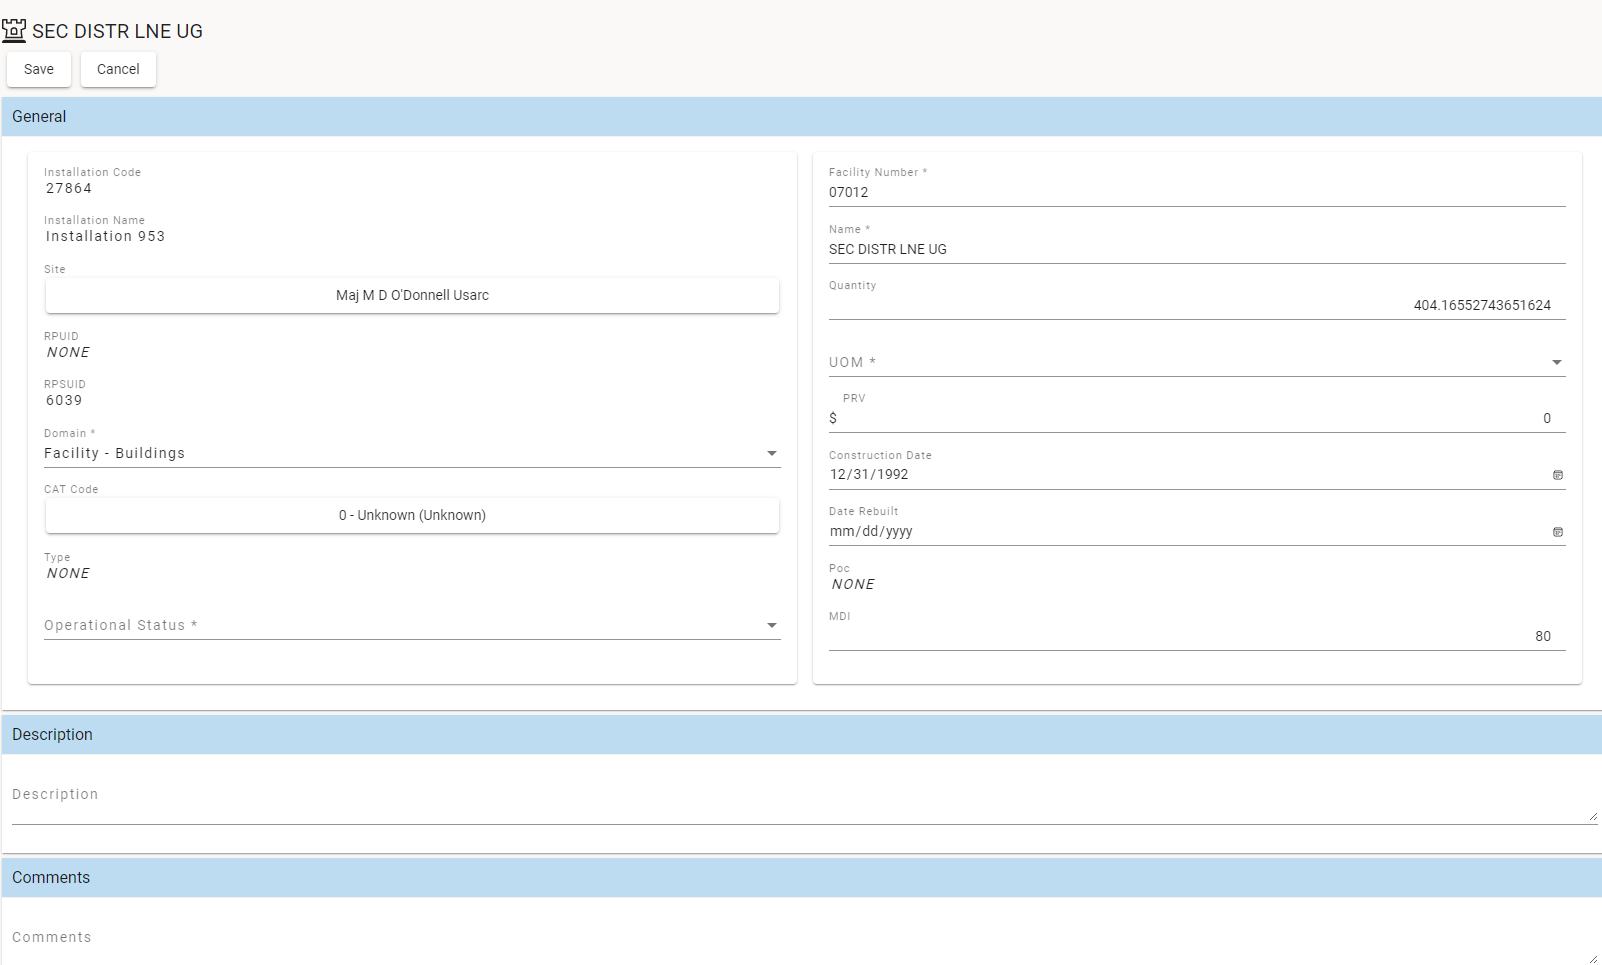 SEC DISTR LNE UG
Save
Cancel
General
Installation Code
27864
Installation Name
Installation 953
Site
Maj M D O'Donnell Usarc
RPUID
NONE
RPSUID
6039
Domain *
Facility - Buildings
CAT Code
0 - Unknown (Unknown)
Type
NONE
Operational Status *
Facility Number *
07012
Name *
SEC DISTR LNE UG
Quantity
404.16552743651624
UOM *
PRV
$ 0
Construction Date
12/31/1992
Date Rebuilt
mm/dd/yyyy
Poc
NONE
MDI
80
Description
Description
Comments
Comments